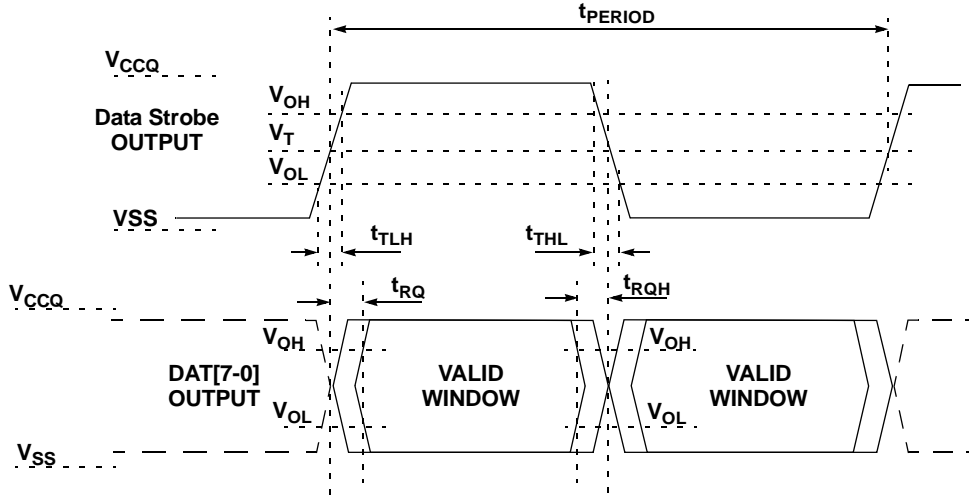 tPERIOD
VCCQ
VOH
Data Strobe
OUTPUT
VT
VOL
VSS
tTLH
tTHL
tRQ
tRQH
VCCQ
VOH
VOH
DAT[7-0]
OUTPUT
VALID
WINDOW
VALID
WINDOW
VOL
VOL
VSS